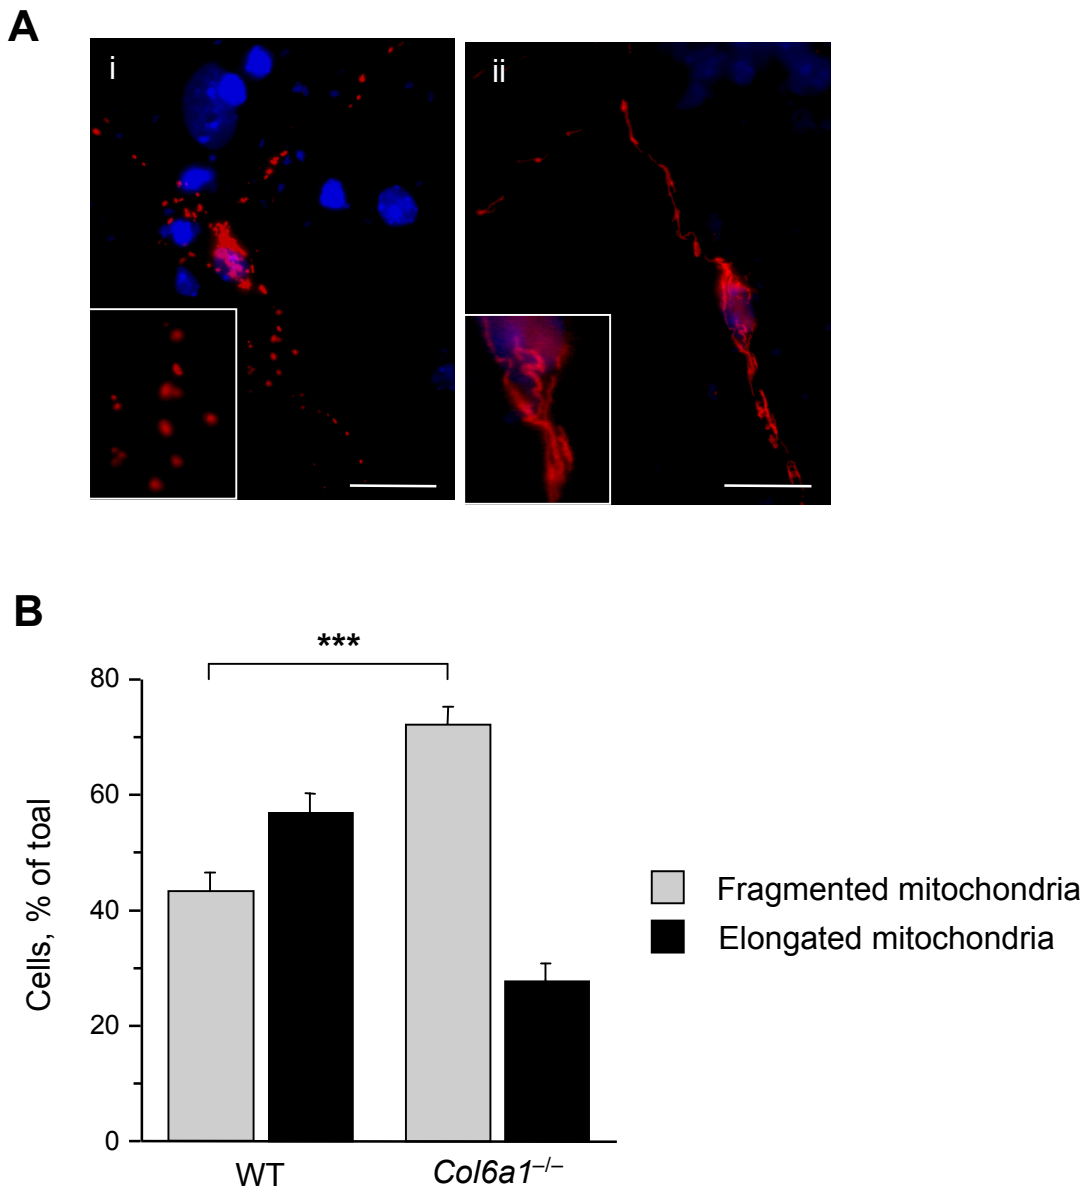 A
i
ii
B
***
80
60
40
20
0
Cells, % of toal
WT
Col6a1–/–
Fragmented mitochondria
Elongated mitochondria